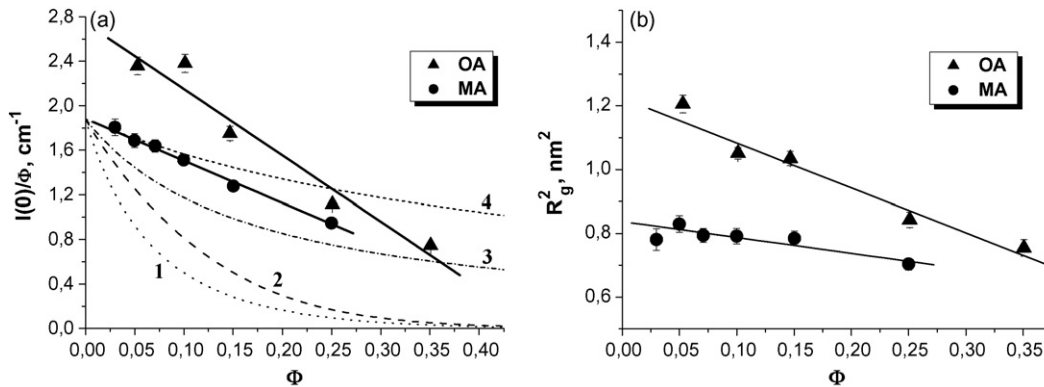 (a)
OA
MA
I(0)/Φ, cm⁻¹
2,8
2,4
2,0
1,6
1,2
0,8
0,4
0,0
1
2
3
4
0,00 0,05 0,10 0,15 0,20 0,25 0,30 0,35 0,40
Φ
(b)
OA
MA
R²g, nm²
1,4
1,2
1,0
0,8
0,6
0,00 0,05 0,10 0,15 0,20 0,25 0,30 0,35
Φ